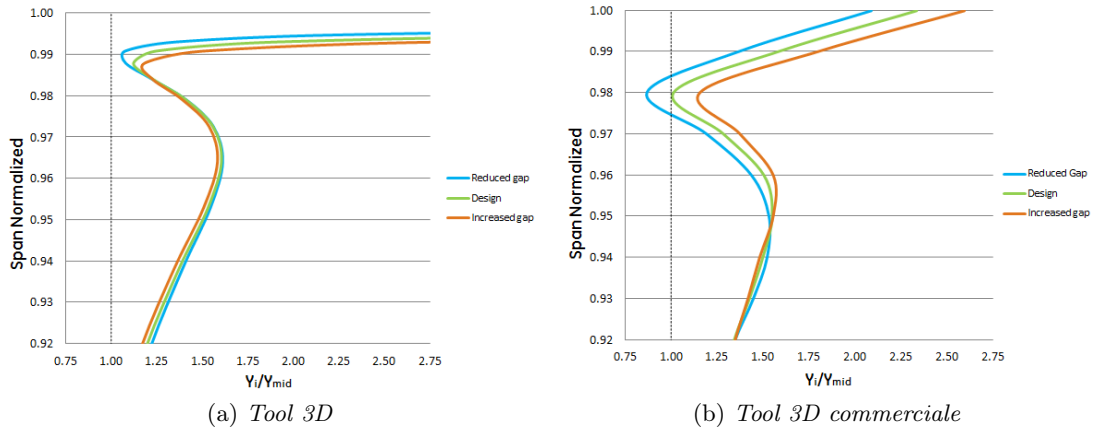 1.00
0.99
0.98
0.97
0.96
0.95
0.94
0.93
0.92
Span Normalized
0.75 1.00 1.25 1.50 1.75 2.00 2.25 2.50 2.75
Yi/Ymid
Reduced gap
Design
Increased gap
(a) Tool 3D
1.00
0.99
0.98
0.97
0.96
0.95
0.94
0.93
0.92
Span Normalized
0.75 1.00 1.25 1.50 1.75 2.00 2.25 2.50 2.75
Yi/Ymid
Reduced Gap
Design
Increased gap
(b) Tool 3D commerciale